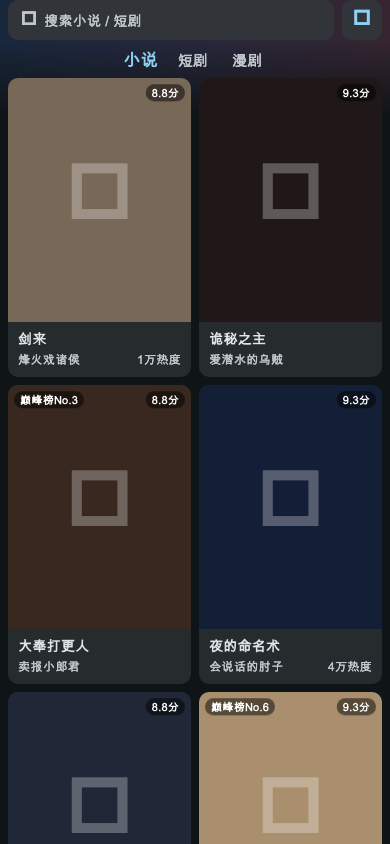 搜索小说 / 短剧
小说 短剧 漫剧
8.8分
剑来
烽火戏诸侯 1万热度
9.3分
诡秘之主
爱潜水的乌贼
巅峰榜No.3 8.8分
大奉打更人
卖报小郎君
9.3分
夜的命名术
会说话的肘子 4万热度
8.8分
巅峰榜No.6 9.3分